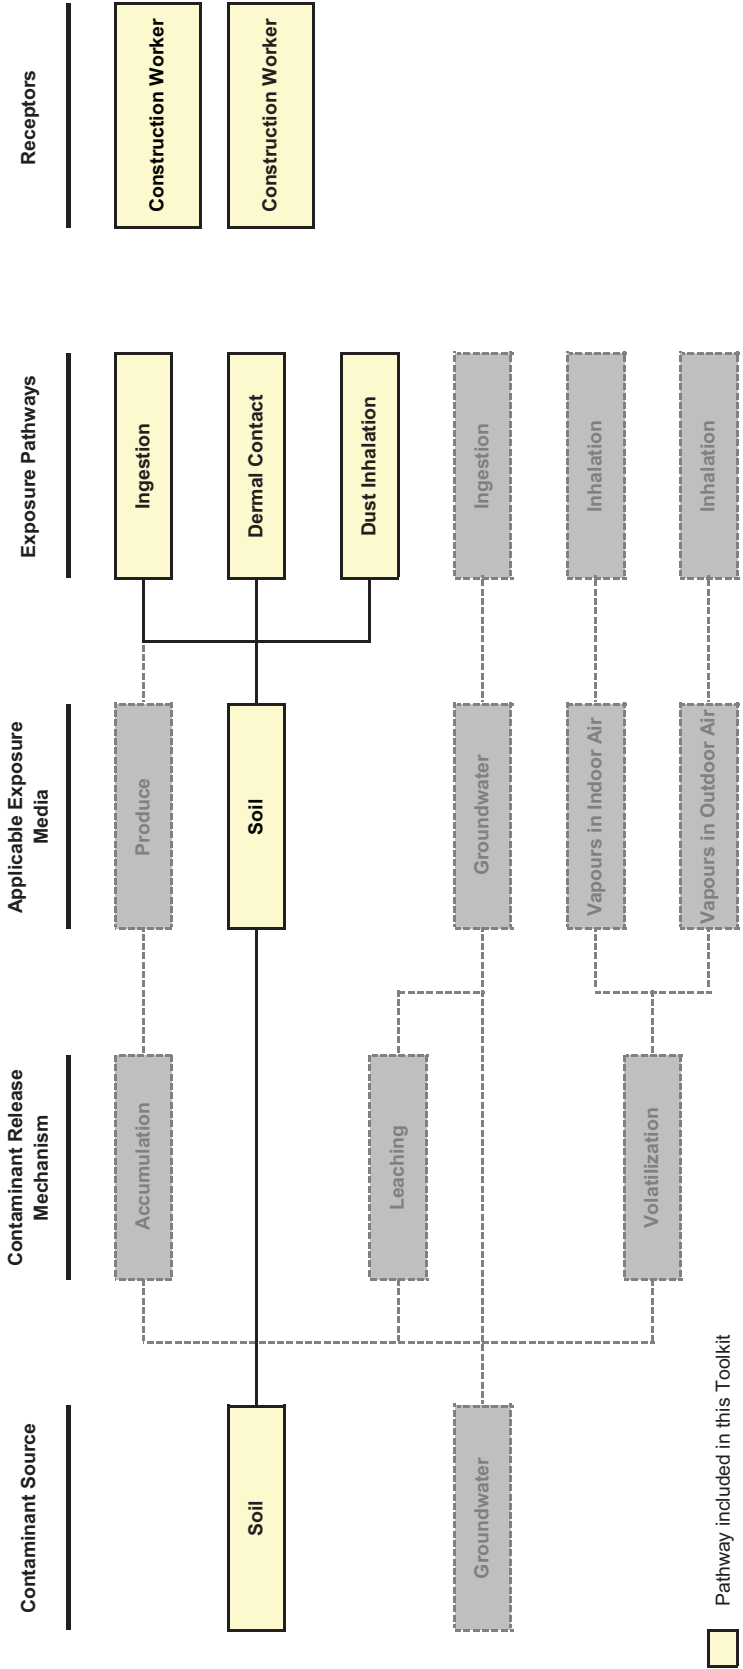 Contaminant Source
Contaminant Release
Mechanism
Applicable Exposure
Media
Exposure Pathways
Receptors
Accumulation
Produce
Ingestion
Construction Worker
Soil
Soil
Dermal Contact
Construction Worker
Leaching
Dust Inhalation
Groundwater
Groundwater
Ingestion
Vapours in Indoor Air
Inhalation
Volatilization
Vapours in Outdoor Air
Inhalation
Pathway included in this Toolkit